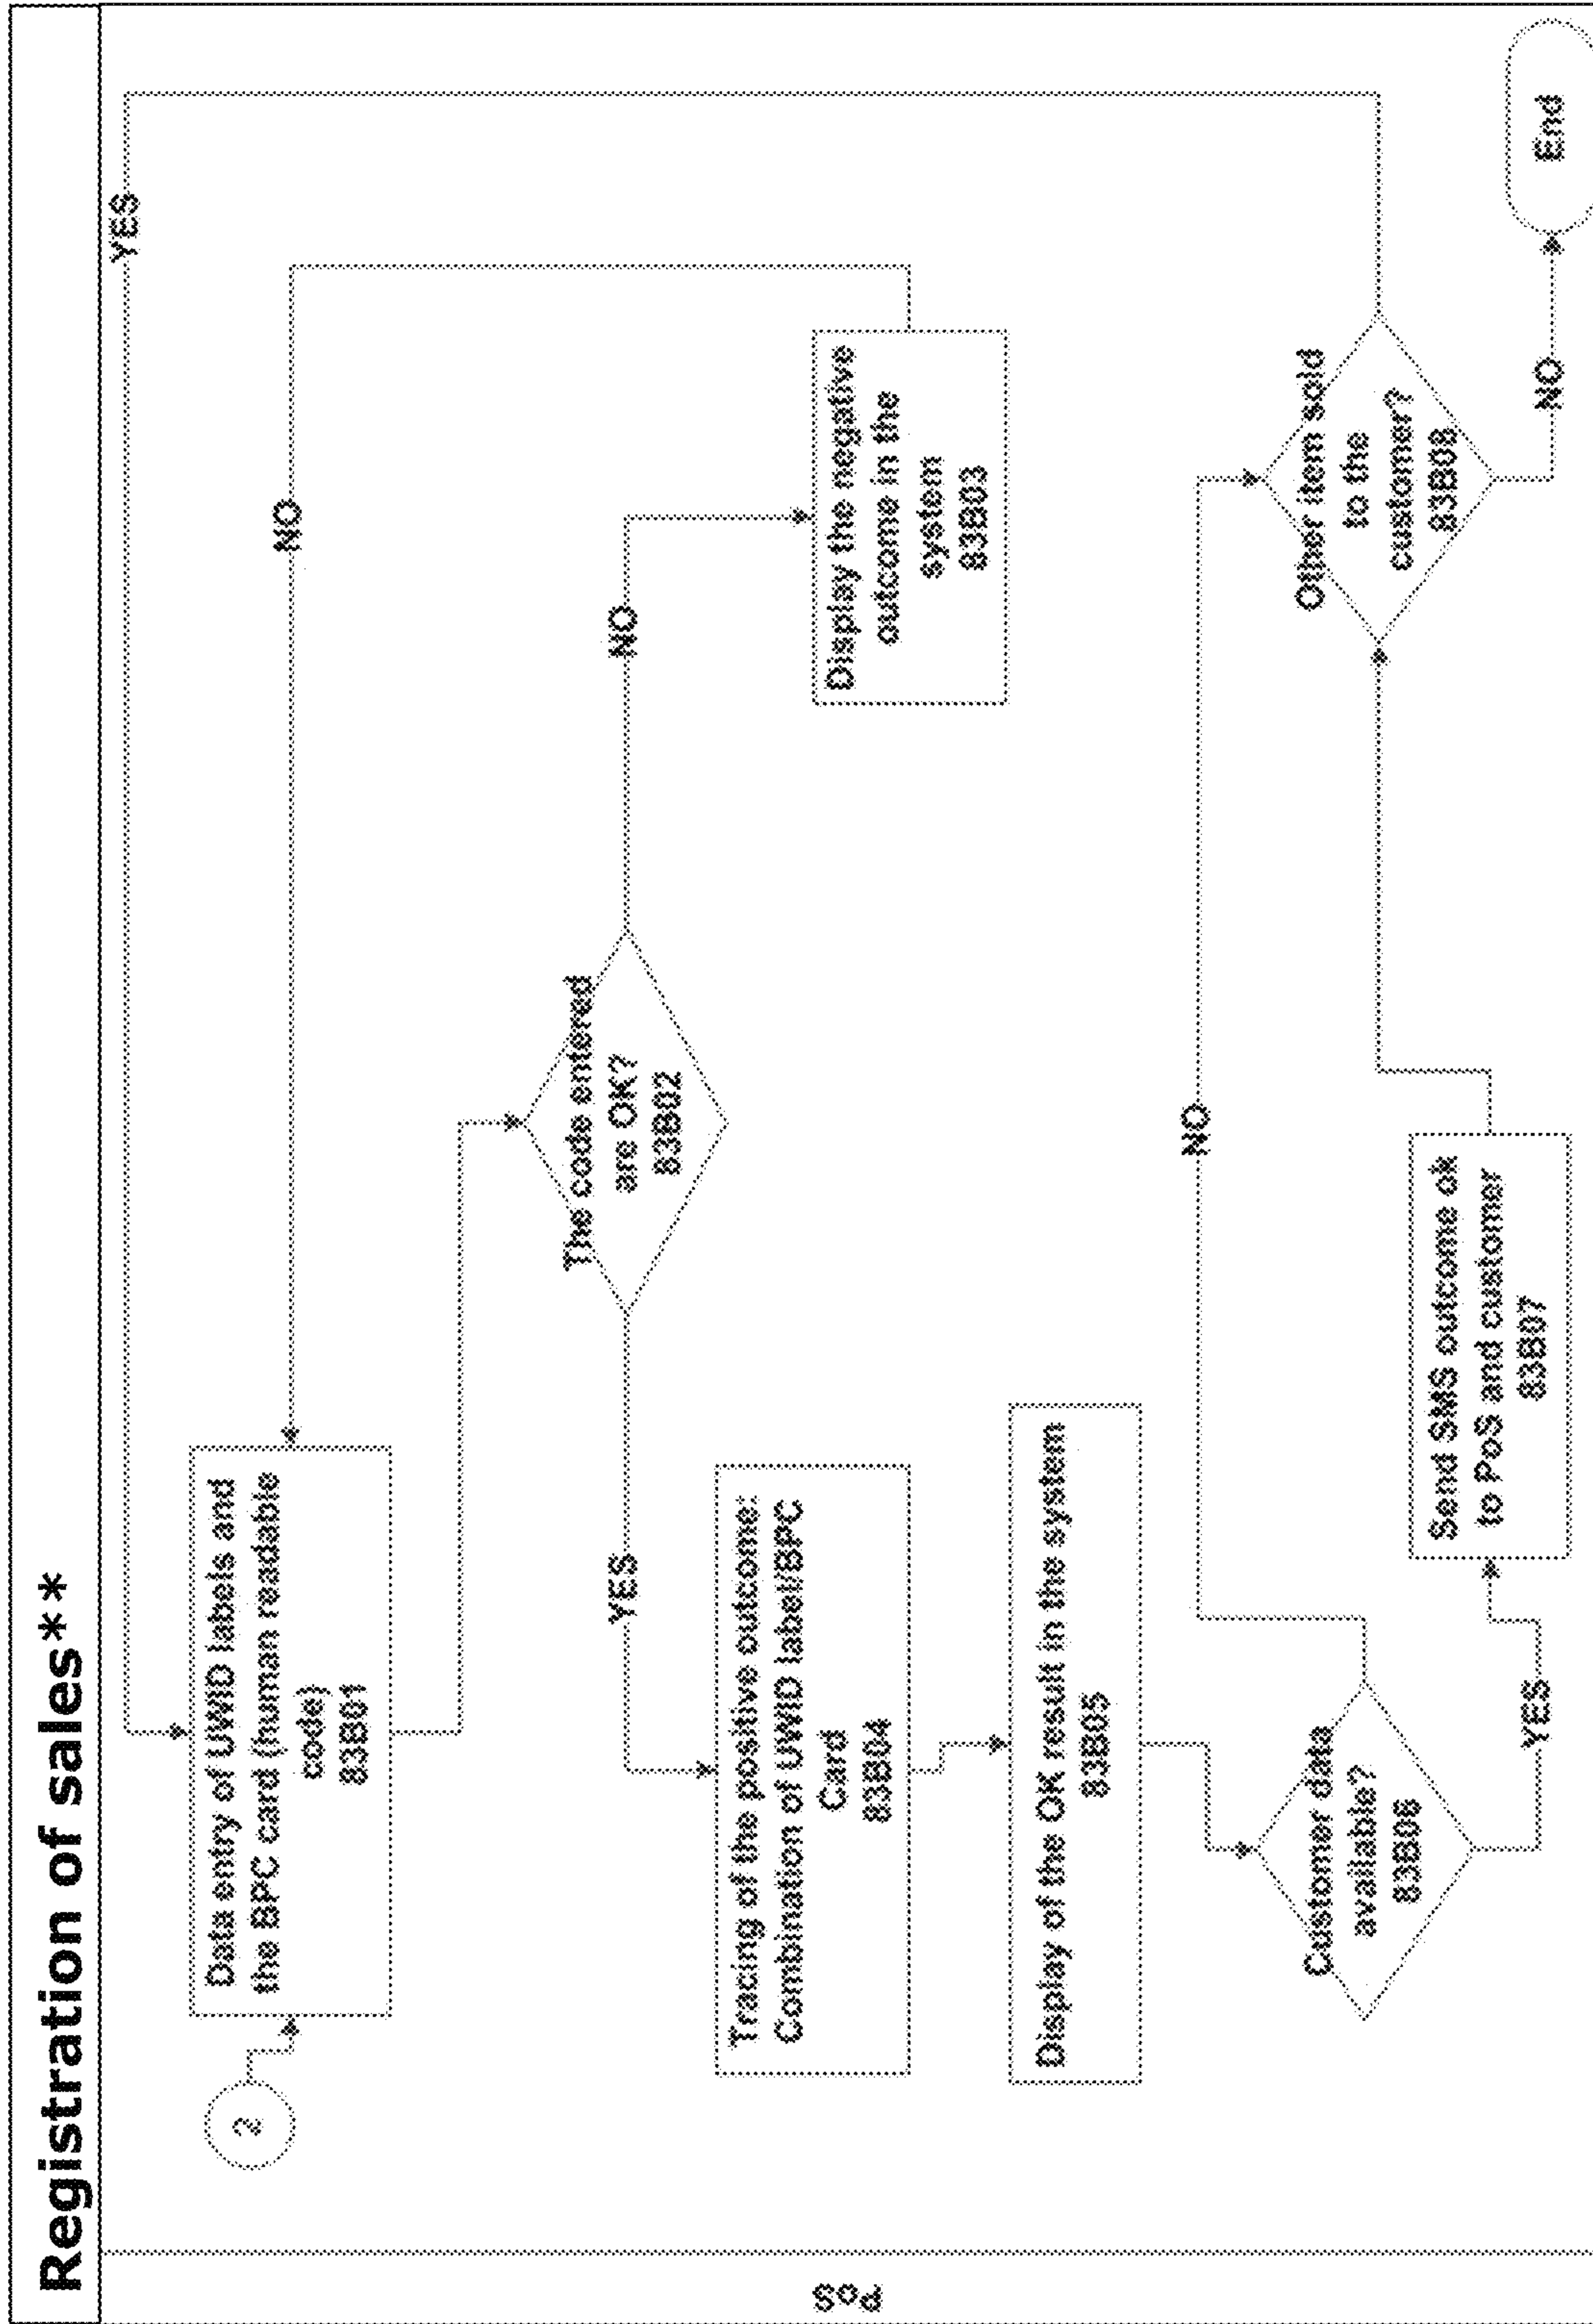 Registration of sales**
PoS
2
Data entry of UWID labels and
the BPC card (human readable
code)
83B01
YES
NO
The code entered
are OK?
83B02
NO
Display the negative
outcome in the
system
83B03
YES
Tracing of the positive outcome:
Combination of UWID label/BPC
Card
83B04
Display of the OK result in the system
83B05
Customer data
available?
83B06
NO
YES
Send SMS outcome ok
to PoS and customer
83B07
Other item sold
to the
customer?
83B08
NO
End